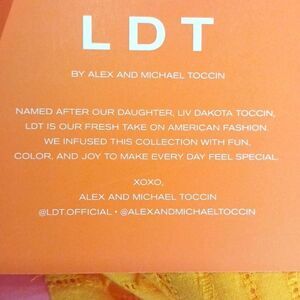 LDT
BY ALEX AND MICHAEL TOCCIN
NAMED AFTER OUR DAUGHTER, LIV DAKOTA TOCCIN,
LDT IS OUR FRESH TAKE ON AMERICAN FASHION.
WE INFUSED THIS COLLECTION WITH FUN,
COLOR, AND JOY TO MAKE EVERY DAY FEEL SPECIAL.
XOXO,
ALEX AND MICHAEL TOCCIN
@LDT.OFFICIAL • @ALEXANDMICHAELTOCCIN